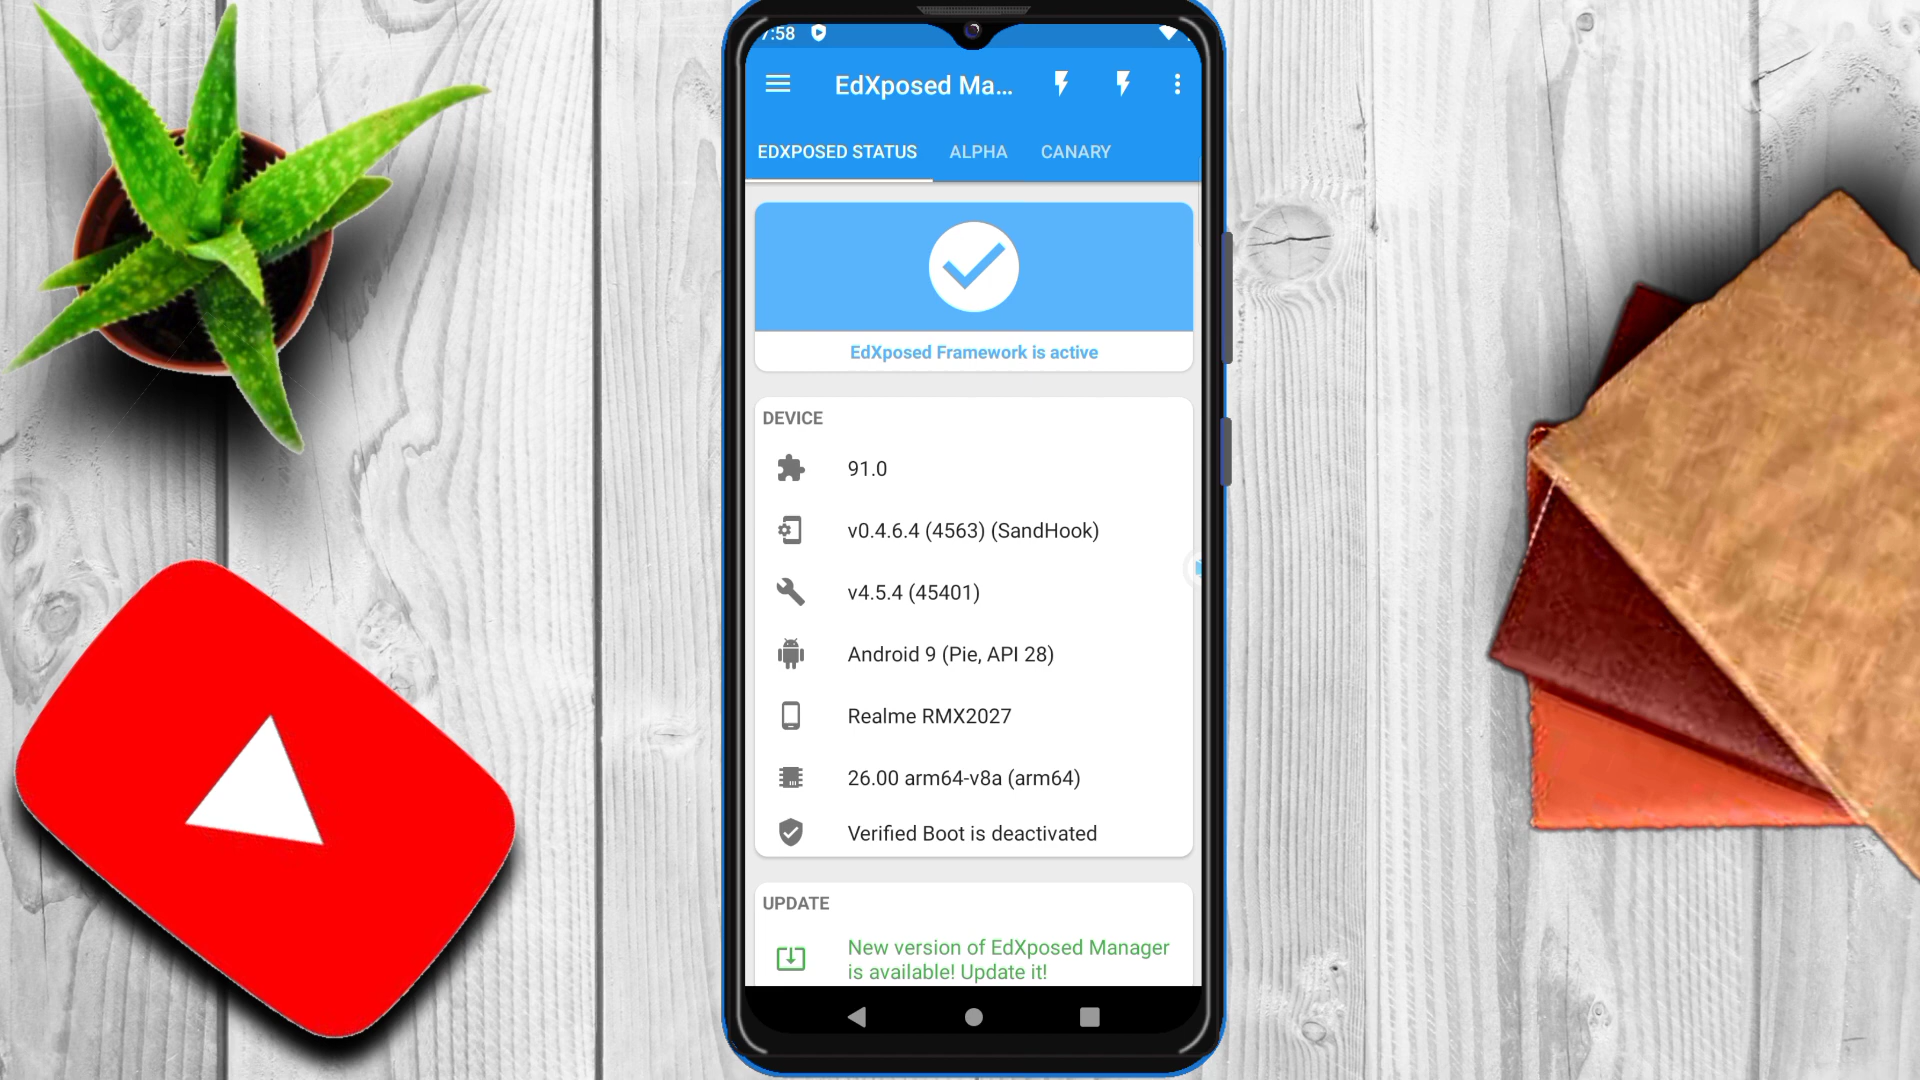 7:58
EdXposed Ma...
EDXPOSED STATUS ALPHA CANARY
EdXposed Framework is active
DEVICE
91.0
v0.4.6.4 (4563) (SandHook)
v4.5.4 (45401)
Android 9 (Pie, API 28)
Realme RMX2027
26.00 arm64-v8a (arm64)
Verified Boot is deactivated
UPDATE
New version of EdXposed Manager
is available! Update it!